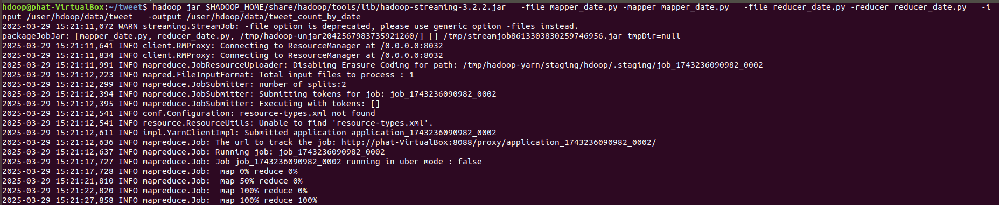 hdoop@phat-VirtualBox:~/tweet$ hadoop jar $HADOOP_HOME/share/hadoop/tools/lib/hadoop-streaming-3.2.2.jar   -file mapper_date.py -mapper mapper_date.py   -file reducer_date.py -reducer reducer_date.py   -i
nput /user/hdoop/data/tweet   -output /user/hdoop/data/tweet_count_by_date
2025-03-29 15:21:11,072 WARN streaming.StreamJob: -file option is deprecated, please use generic option -files instead.
packageJobJar: [mapper_date.py, reducer_date.py, /tmp/hadoop-unjar2042567983735921260/] [] /tmp/streamjob8613303830259746956.jar tmpDir=null
2025-03-29 15:21:11,641 INFO client.RMProxy: Connecting to ResourceManager at /0.0.0.0:8032
2025-03-29 15:21:11,834 INFO client.RMProxy: Connecting to ResourceManager at /0.0.0.0:8032
2025-03-29 15:21:11,991 INFO mapreduce.JobResourceUploader: Disabling Erasure Coding for path: /tmp/hadoop-yarn/staging/hdoop/.staging/job_1743236090982_0002
2025-03-29 15:21:12,223 INFO mapred.FileInputFormat: Total input files to process : 1
2025-03-29 15:21:12,299 INFO mapreduce.JobSubmitter: number of splits:2
2025-03-29 15:21:12,394 INFO mapreduce.JobSubmitter: Submitting tokens for job: job_1743236090982_0002
2025-03-29 15:21:12,395 INFO mapreduce.JobSubmitter: Executing with tokens: []
2025-03-29 15:21:12,541 INFO conf.Configuration: resource-types.xml not found
2025-03-29 15:21:12,541 INFO resource.ResourceUtils: Unable to find 'resource-types.xml'.
2025-03-29 15:21:12,611 INFO impl.YarnClientImpl: Submitted application application_1743236090982_0002
2025-03-29 15:21:12,636 INFO mapreduce.Job: The url to track the job: http://phat-VirtualBox:8088/proxy/application_1743236090982_0002/
2025-03-29 15:21:12,637 INFO mapreduce.Job: Running job: job_1743236090982_0002
2025-03-29 15:21:17,727 INFO mapreduce.Job: Job job_1743236090982_0002 running in uber mode : false
2025-03-29 15:21:17,728 INFO mapreduce.Job:  map 0% reduce 0%
2025-03-29 15:21:21,810 INFO mapreduce.Job:  map 50% reduce 0%
2025-03-29 15:21:22,820 INFO mapreduce.Job:  map 100% reduce 0%
2025-03-29 15:21:27,858 INFO mapreduce.Job:  map 100% reduce 100%